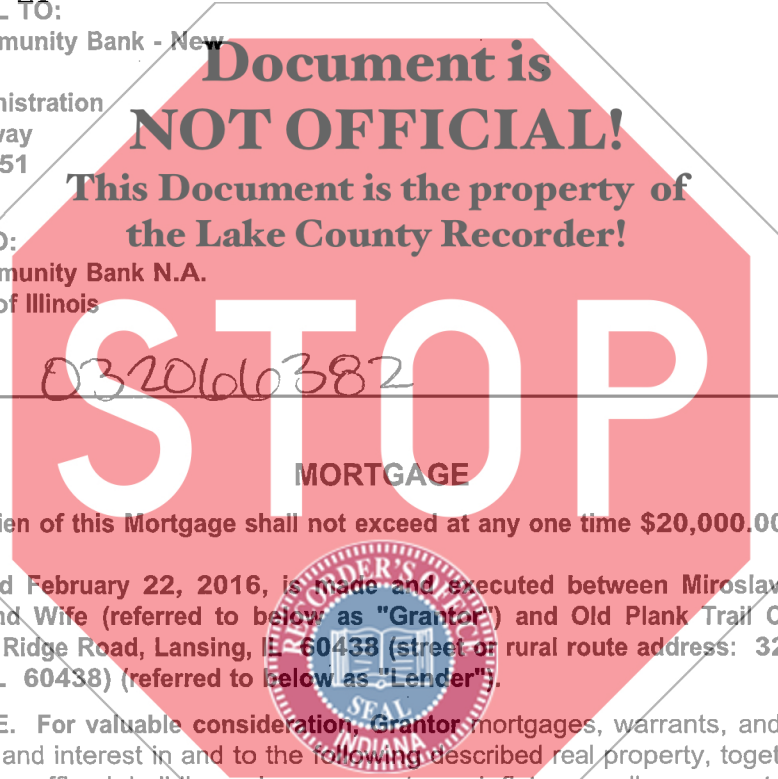 L TO:
munity Bank - New
Document is
nistration
NOT OFFICIAL!
way
51
This Document is the property of
the Lake County Recorder!
O:
munity Bank N.A.
of Illinois
STOP
0320666382
MORTGAGE
ien of this Mortgage shall not exceed at any one time $20,000.00
d February 22, 2016, is made and executed between Miroslav
nd Wife (referred to below as "Grantor") and Old Plank Trail C
Ridge Road, Lansing, IL 60438 (street or rural route address: 32
L 60438) (referred to below as "Lender").
E. For valuable consideration, Grantor mortgages, warrants, and
and interest in and to the following described real property, toget
RECORDER'S OFFICE
SEAL
INDIANA